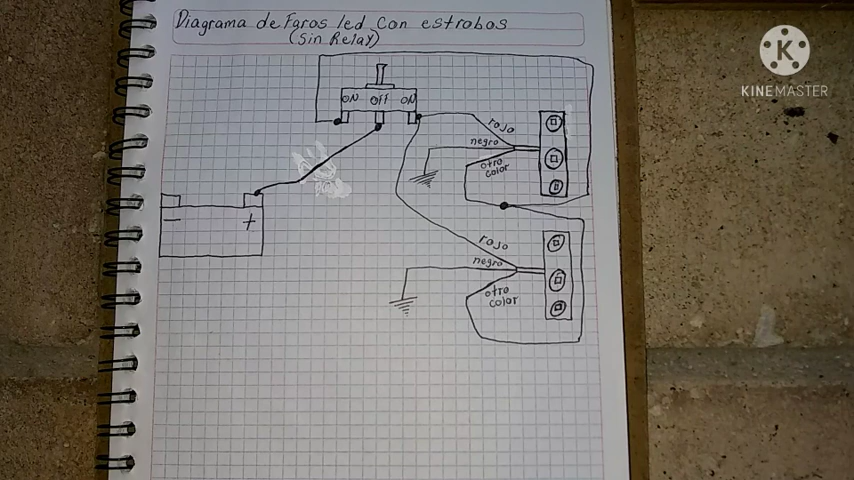 Diagrama de Faros led con estrobos
(Sin Relay)
K
KINEMASTER
ON OFF ON
rojo
negro
otro
color
- +
rojo
negro
otro
color